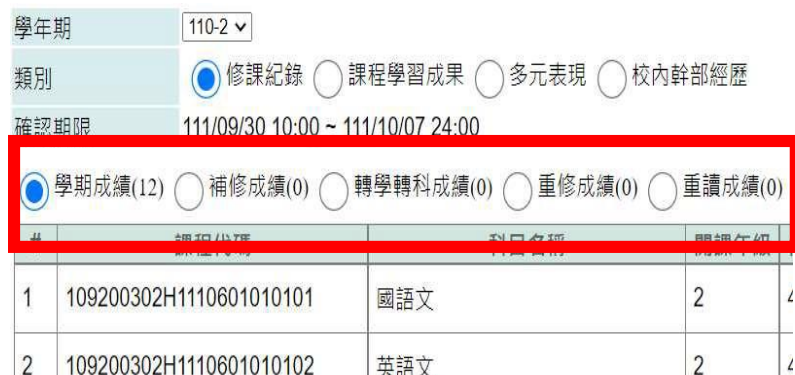 學年期 110-2
類別 修課紀錄 課程學習成果 多元表現 校內幹部經歷
確認期限 111/09/30 10:00 ~ 111/10/07 24:00
學期成績(12) 補修成績(0) 轉學轉科成績(0) 重修成績(0) 重讀成績(0)
# 課程代碼 科目名稱 開課年級
1 109200302H1110601010101 國語文 2
2 109200302H1110601010102 英語文 2